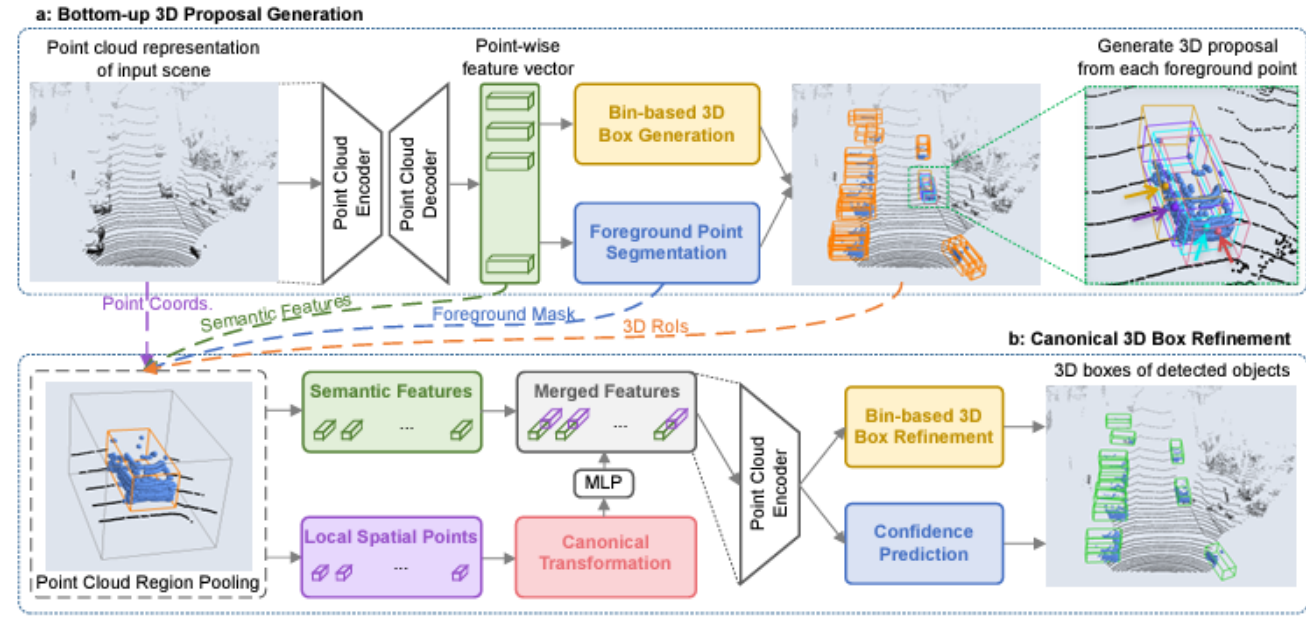 a: Bottom-up 3D Proposal Generation
Point cloud representation
of input scene
Point Cloud
Encoder
Point Cloud
Decoder
Point-wise
feature vector
Bin-based 3D
Box Generation
Foreground Point
Segmentation
Generate 3D proposal
from each foreground point
Point Coords.
Semantic Features
Foreground Mask
3D RoIs
b: Canonical 3D Box Refinement
Point Cloud Region Pooling
Semantic Features
...
Local Spatial Points
...
Merged Features
...
MLP
Canonical
Transformation
Point Cloud
Encoder
Bin-based 3D
Box Refinement
Confidence
Prediction
3D boxes of detected objects